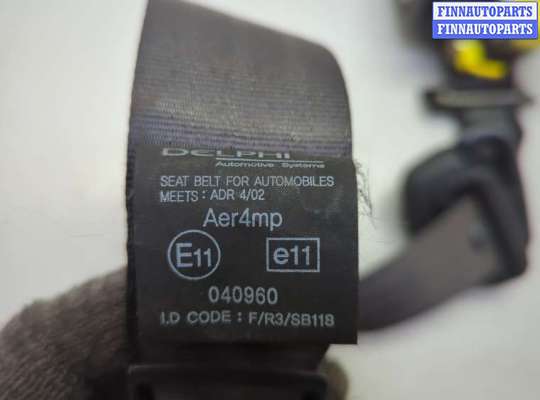 FINNAUTOPARTS
FINNAUTOPARTS
DELPHI
Automotive Systems
SEAT BELT FOR AUTOMOBILES
MEETS : ADR 4/02
Aer4mp
E11 e11
040960
I.D CODE : F/R3/SB118